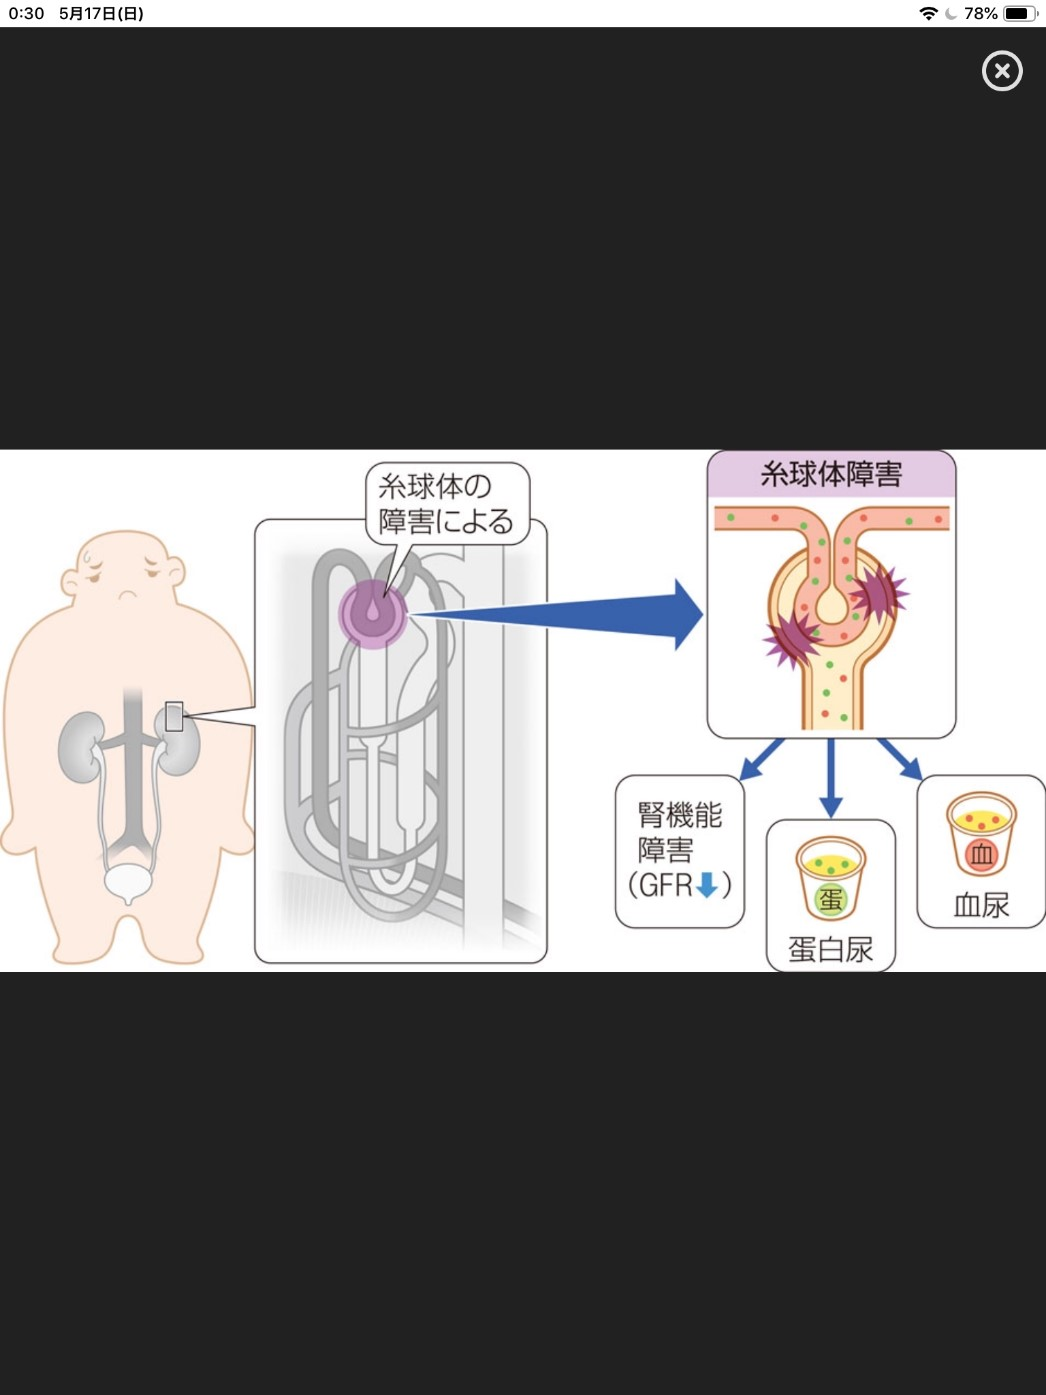 0:30 5月17日(日)
78%
糸球体の
障害による
糸球体障害
腎機能
障害
(GFR⬇)
蛋
蛋白尿
血
血尿